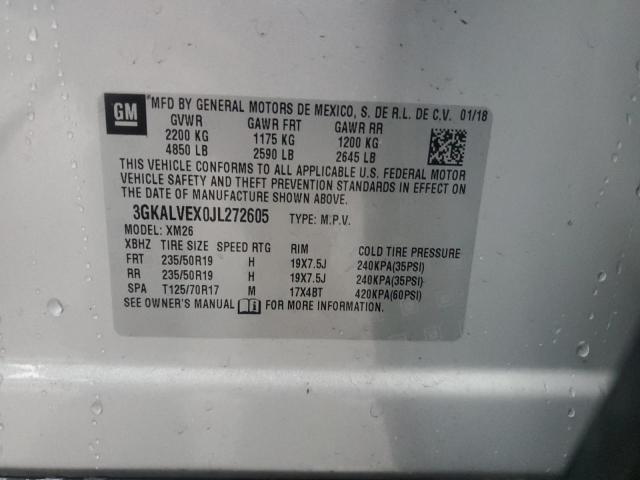 GM
MFD BY GENERAL MOTORS DE MEXICO, S. DE R.L. DE C.V. 01/18
GVWR GAWR FRT GAWR RR
2200 KG 1175 KG 1200 KG
4850 LB 2590 LB 2645 LB
THIS VEHICLE CONFORMS TO ALL APPLICABLE U.S. FEDERAL MOTOR
VEHICLE SAFETY AND THEFT PREVENTION STANDARDS IN EFFECT ON
THE DATE OF MANUFACTURE SHOWN ABOVE.
3GKALVEX0JL272605 TYPE: M.P.V.
MODEL: XM26
XBHZ TIRE SIZE SPEED RTG RIM COLD TIRE PRESSURE
FRT 235/50R19 H 19X7.5J 240KPA(35PSI)
RR 235/50R19 H 19X7.5J 240KPA(35PSI)
SPA T125/70R17 M 17X4BT 420KPA(60PSI)
SEE OWNER'S MANUAL FOR MORE INFORMATION.